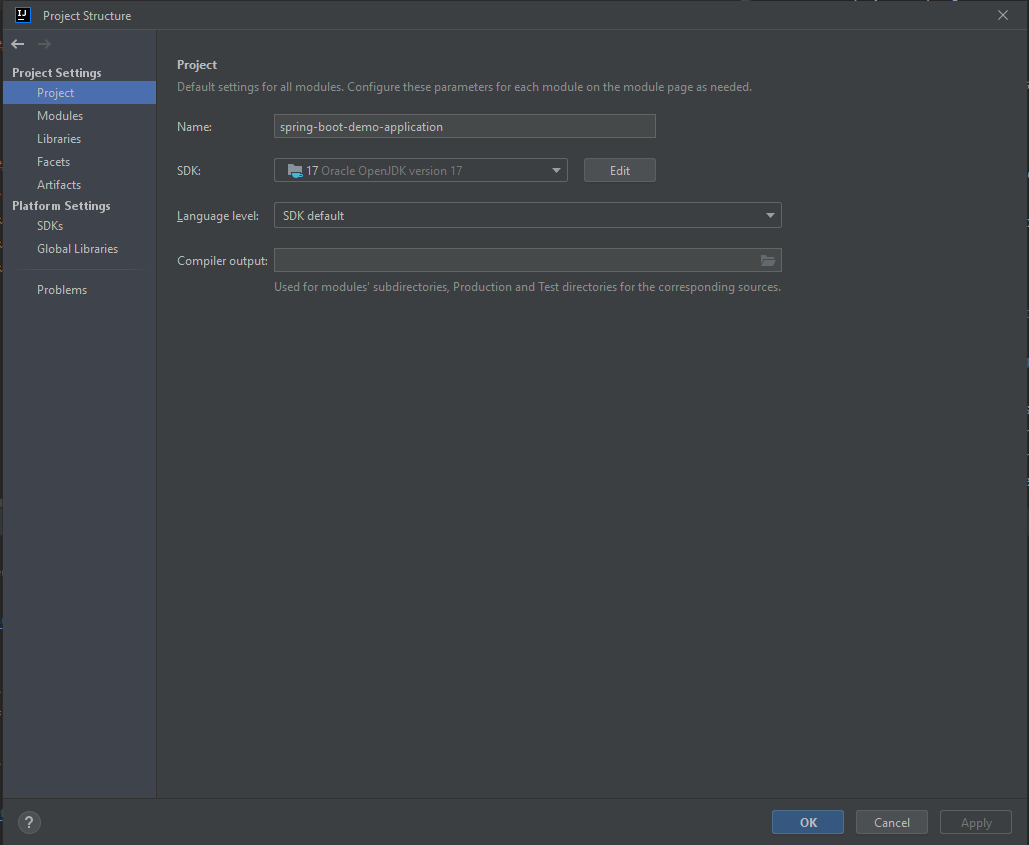 Project Structure
Project Settings
Project
Modules
Libraries
Facets
Artifacts
Platform Settings
SDKs
Global Libraries
Problems
Project
Default settings for all modules. Configure these parameters for each module on the module page as needed.
Name: spring-boot-demo-application
SDK: 17 Oracle OpenJDK version 17 Edit
Language level: SDK default
Compiler output:
Used for modules' subdirectories, Production and Test directories for the corresponding sources.
? OK Cancel Apply